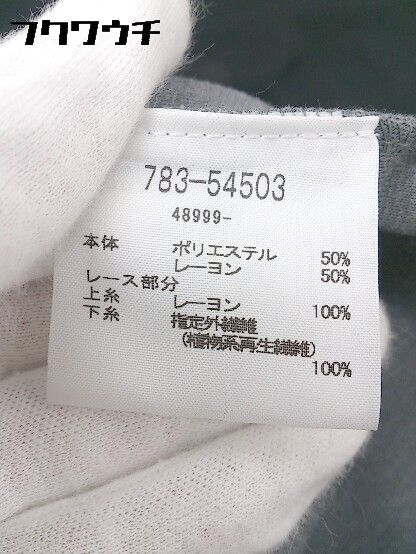 フクワウチ
783-54503
48999-
本体 ポリエステル 50%
レーヨン 50%
レース部分
上糸 レーヨン 100%
下糸 指定外繊維
(植物系再生繊維)
100%